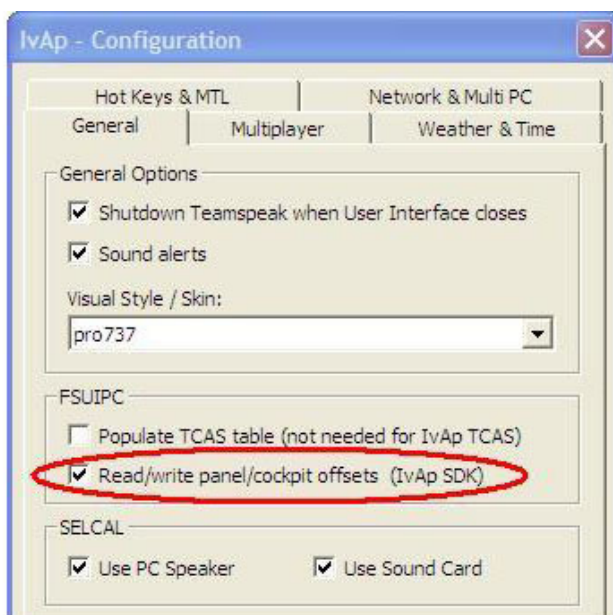 IvAp - Configuration
Hot Keys & MTL
Network & Multi PC
General
Multiplayer
Weather & Time
General Options
Shutdown Teamspeak when User Interface closes
Sound alerts
Visual Style / Skin:
pro737
FSUIPC
Populate TCAS table (not needed for IvAp TCAS)
Read/write panel/cockpit offsets (IvAp SDK)
SELCAL
Use PC Speaker
Use Sound Card